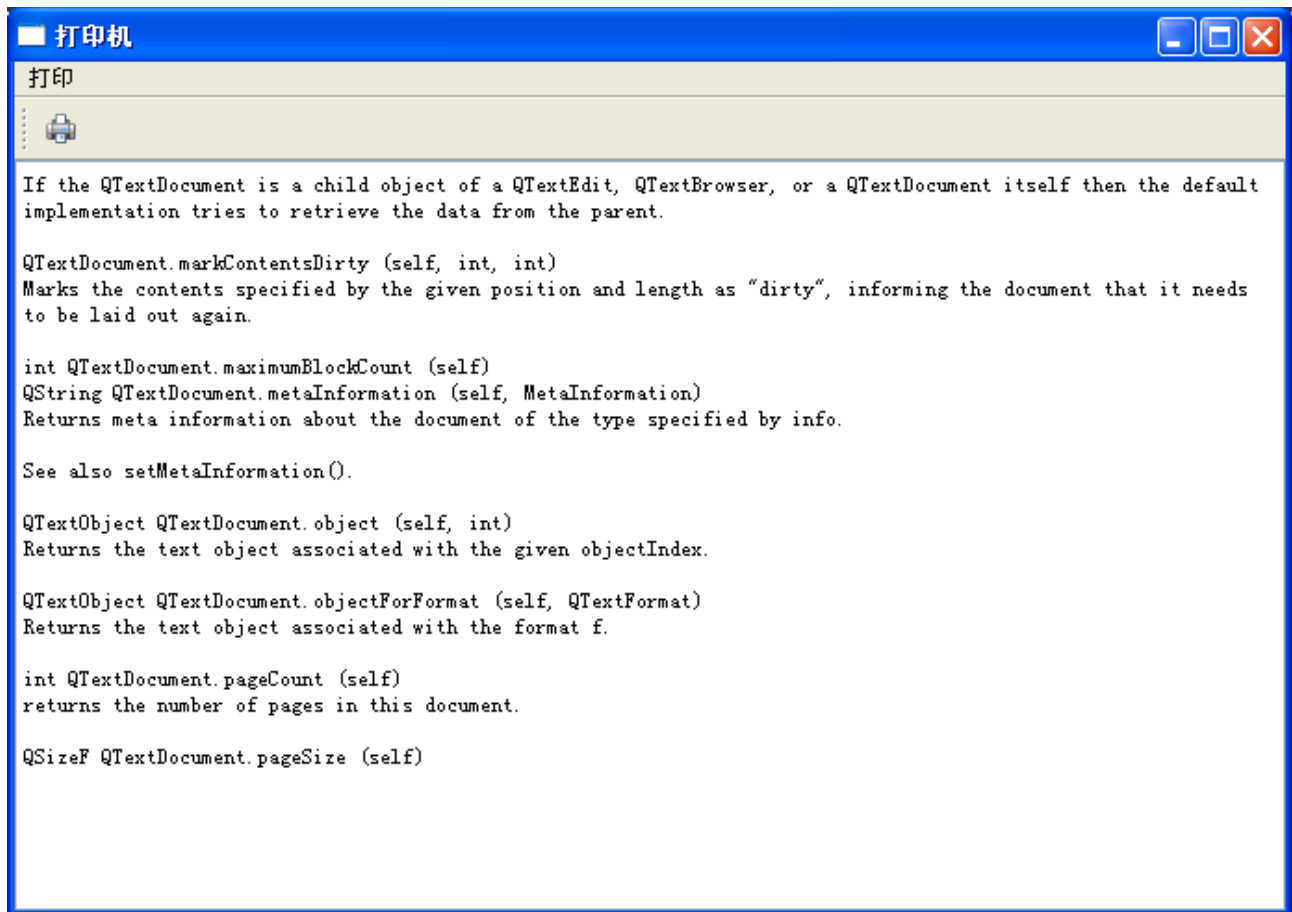 打印机
打印
If the QTextDocument is a child object of a QTextEdit, QTextBrowser, or a QTextDocument itself then the default
implementation tries to retrieve the data from the parent.
QTextDocument.markContentsDirty (self, int, int)
Marks the contents specified by the given position and length as "dirty", informing the document that it needs
to be laid out again.
int QTextDocument.maximumBlockCount (self)
QString QTextDocument.metaInformation (self, MetaInformation)
Returns meta information about the document of the type specified by info.
See also setMetaInformation().
QTextObject QTextDocument.object (self, int)
Returns the text object associated with the given objectIndex.
QTextObject QTextDocument.objectForFormat (self, QTextFormat)
Returns the text object associated with the format f.
int QTextDocument.pageCount (self)
returns the number of pages in this document.
QSizeF QTextDocument.pageSize (self)